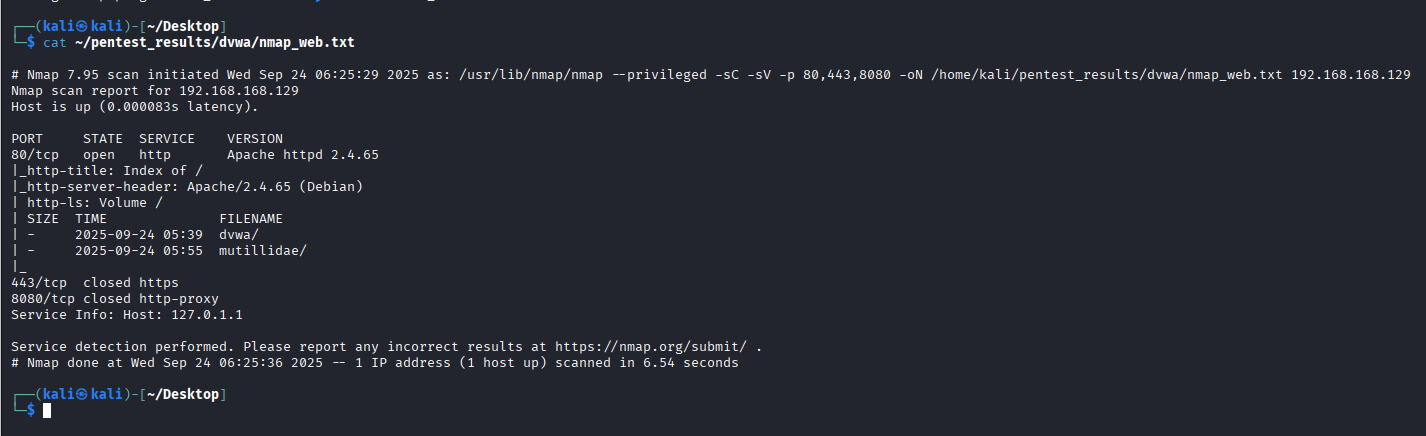 ┌──(kali㉿kali)-[~/Desktop]
└─$ cat ~/pentest_results/dvwa/nmap_web.txt
# Nmap 7.95 scan initiated Wed Sep 24 06:25:29 2025 as: /usr/lib/nmap/nmap --privileged -sC -sV -p 80,443,8080 -oN /home/kali/pentest_results/dvwa/nmap_web.txt 192.168.168.129
Nmap scan report for 192.168.168.129
Host is up (0.000083s latency).
PORT     STATE  SERVICE    VERSION
80/tcp   open   http       Apache httpd 2.4.65
|_http-title: Index of /
|_http-server-header: Apache/2.4.65 (Debian)
| http-ls: Volume /
| SIZE  TIME              FILENAME
| -     2025-09-24 05:39  dvwa/
| -     2025-09-24 05:55  mutillidae/
|_
443/tcp  closed https
8080/tcp closed http-proxy
Service Info: Host: 127.0.1.1
Service detection performed. Please report any incorrect results at https://nmap.org/submit/ .
# Nmap done at Wed Sep 24 06:25:36 2025 -- 1 IP address (1 host up) scanned in 6.54 seconds
┌──(kali㉿kali)-[~/Desktop]
└─$